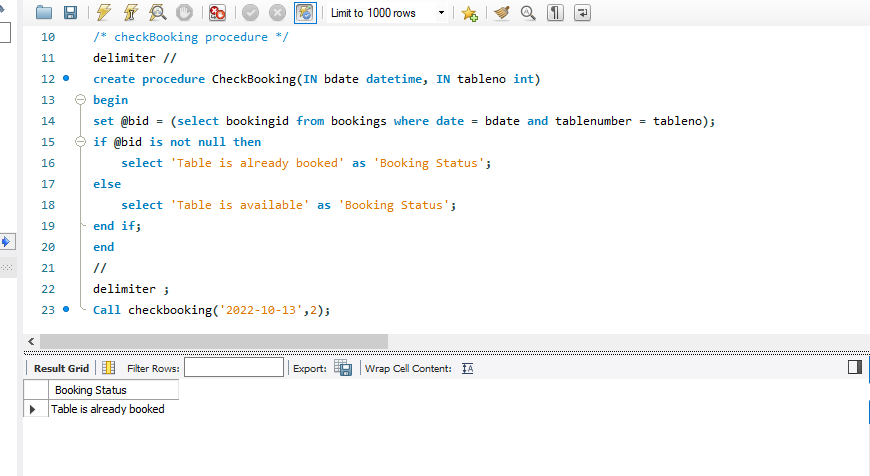 Limit to 1000 rows
10 /* checkBooking procedure */
11 delimiter //
12 create procedure CheckBooking(IN bdate datetime, IN tableno int)
13 begin
14 set @bid = (select bookingid from bookings where date = bdate and tablenumber = tableno);
15 if @bid is not null then
16 select 'Table is already booked' as 'Booking Status';
17 else
18 select 'Table is available' as 'Booking Status';
19 end if;
20 end
21 //
22 delimiter ;
23 Call checkbooking('2022-10-13',2);
Result Grid Filter Rows: Export: Wrap Cell Content:
Booking Status
Table is already booked